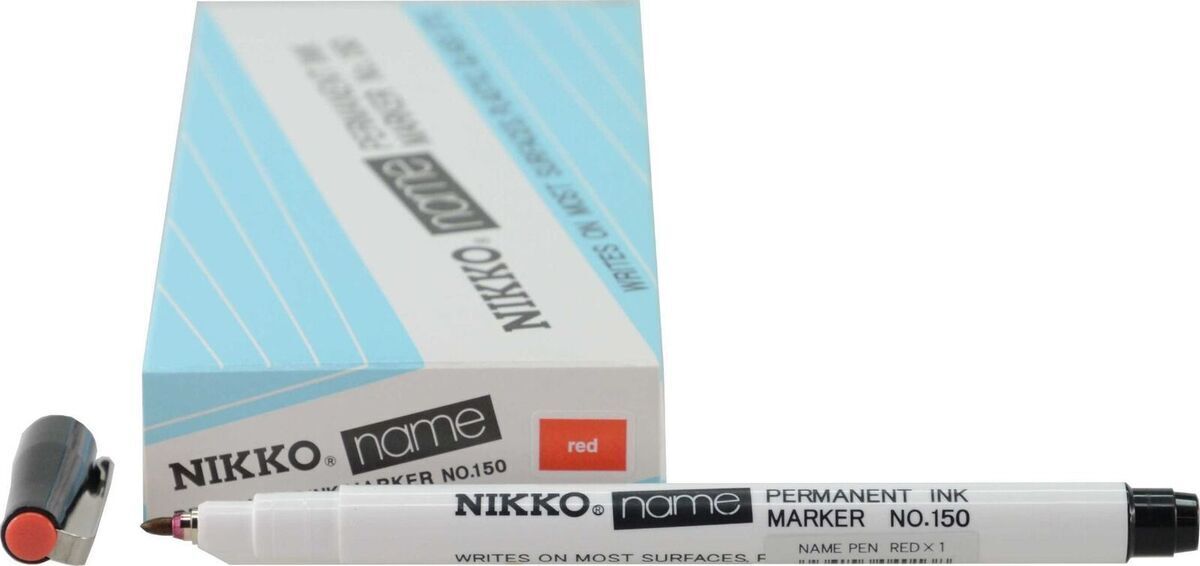 NIKKO® name
PERMANENT INK
MARKER NO.150
WRITES ON MOST SURFACES
NIKKO® name
INK MARKER NO.150
red
NIKKO® name
PERMANENT INK
MARKER NO.150
WRITES ON MOST SURFACES,
NAME PEN RED×1